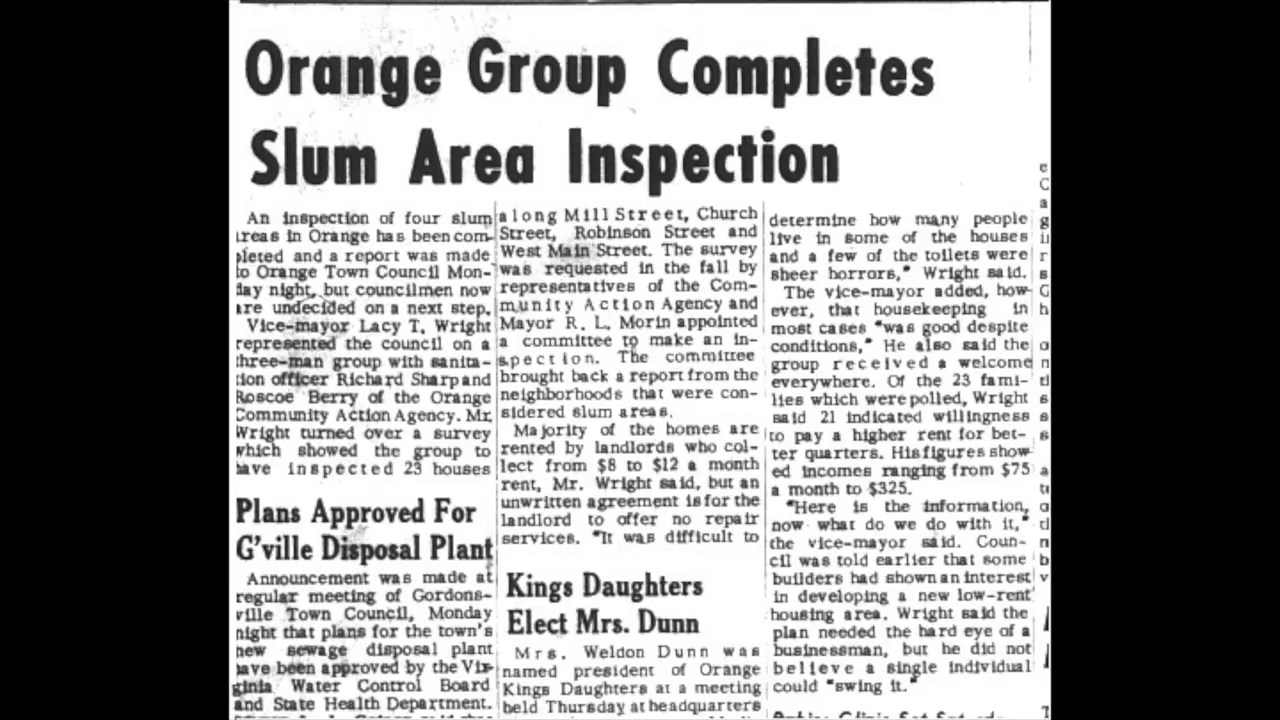 Orange Group Completes
Slum Area Inspection
An inspection of four slum
areas in Orange has been com-
pleted and a report was made
to Orange Town Council Mon-
day night, but councilmen now
are undecided on a next step.
Vice-mayor Lacy T. Wright
represented the council on a
three-man group with sanita-
tion officer Richard Sharp and
Roscoe Berry of the Orange
Community Action Agency. Mr.
Wright turned over a survey
which showed the group to
have inspected 23 houses
along Mill Street, Church
Street, Robinson Street and
West Main Street. The survey
was requested in the fall by
representatives of the Com-
munity Action Agency and
Mayor R. L. Morin appointed
a committee to make an in-
spection. The committee
brought back a report from the
neighborhoods that were con-
sidered slum areas.
Majority of the homes are
rented by landlords who col-
lect from $8 to $12 a month
rent, Mr. Wright said, but an
unwritten agreement is for the
landlord to offer no repair
services. "It was difficult to
determine how many people
live in some of the houses
and a few of the toilets were
sheer horrors," Wright said.
The vice-mayor added, how-
ever, that housekeeping in
most cases "was good despite
conditions," He also said the
group received a welcome
everywhere. Of the 23 fami-
lies which were polled, Wright
said 21 indicated willingness
to pay a higher rent for bet-
ter quarters. His figures show-
ed incomes ranging from $75
a month to $325.
"Here is the information,
now what do we do with it,"
the vice-mayor said. Coun-
cil was told earlier that some
builders had shown an interest
in developing a new low-rent
housing area. Wright said the
plan needed the hard eye of a
businessman, but he did not
believe a single individual
could "swing it."
Plans Approved For
G'ville Disposal Plant
Announcement was made at
regular meeting of Gordons-
ville Town Council, Monday
night that plans for the town's
new sewage disposal plant
have been approved by the Vir-
ginia Water Control Board
and State Health Department.
Kings Daughters
Elect Mrs. Dunn
Mrs. Weldon Dunn was
named president of Orange
Kings Daughters at a meeting
held Thursday at headquarters